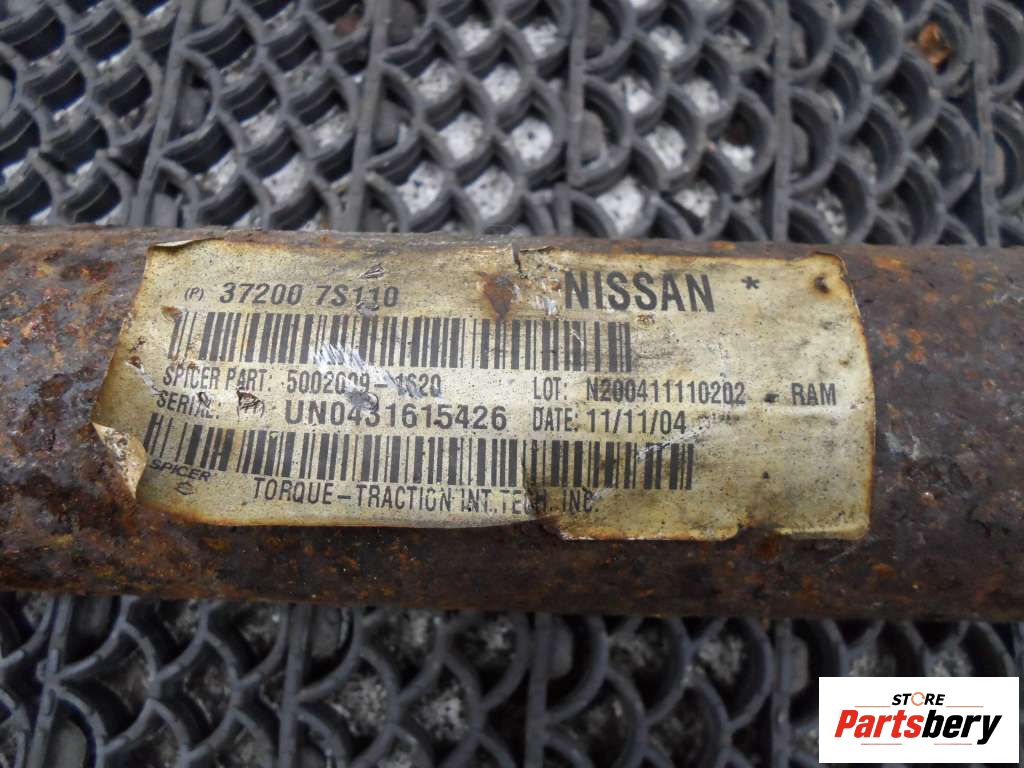 (P) 37200 7S110 NISSAN *
SPICER PART: 5002009-1620 LOT: N200411110202 RAM
SERIAL: UN0431615426 DATE: 11/11/04
SPICER
TORQUE-TRACTION INT.TECH.INC.
STORE
Partsbery